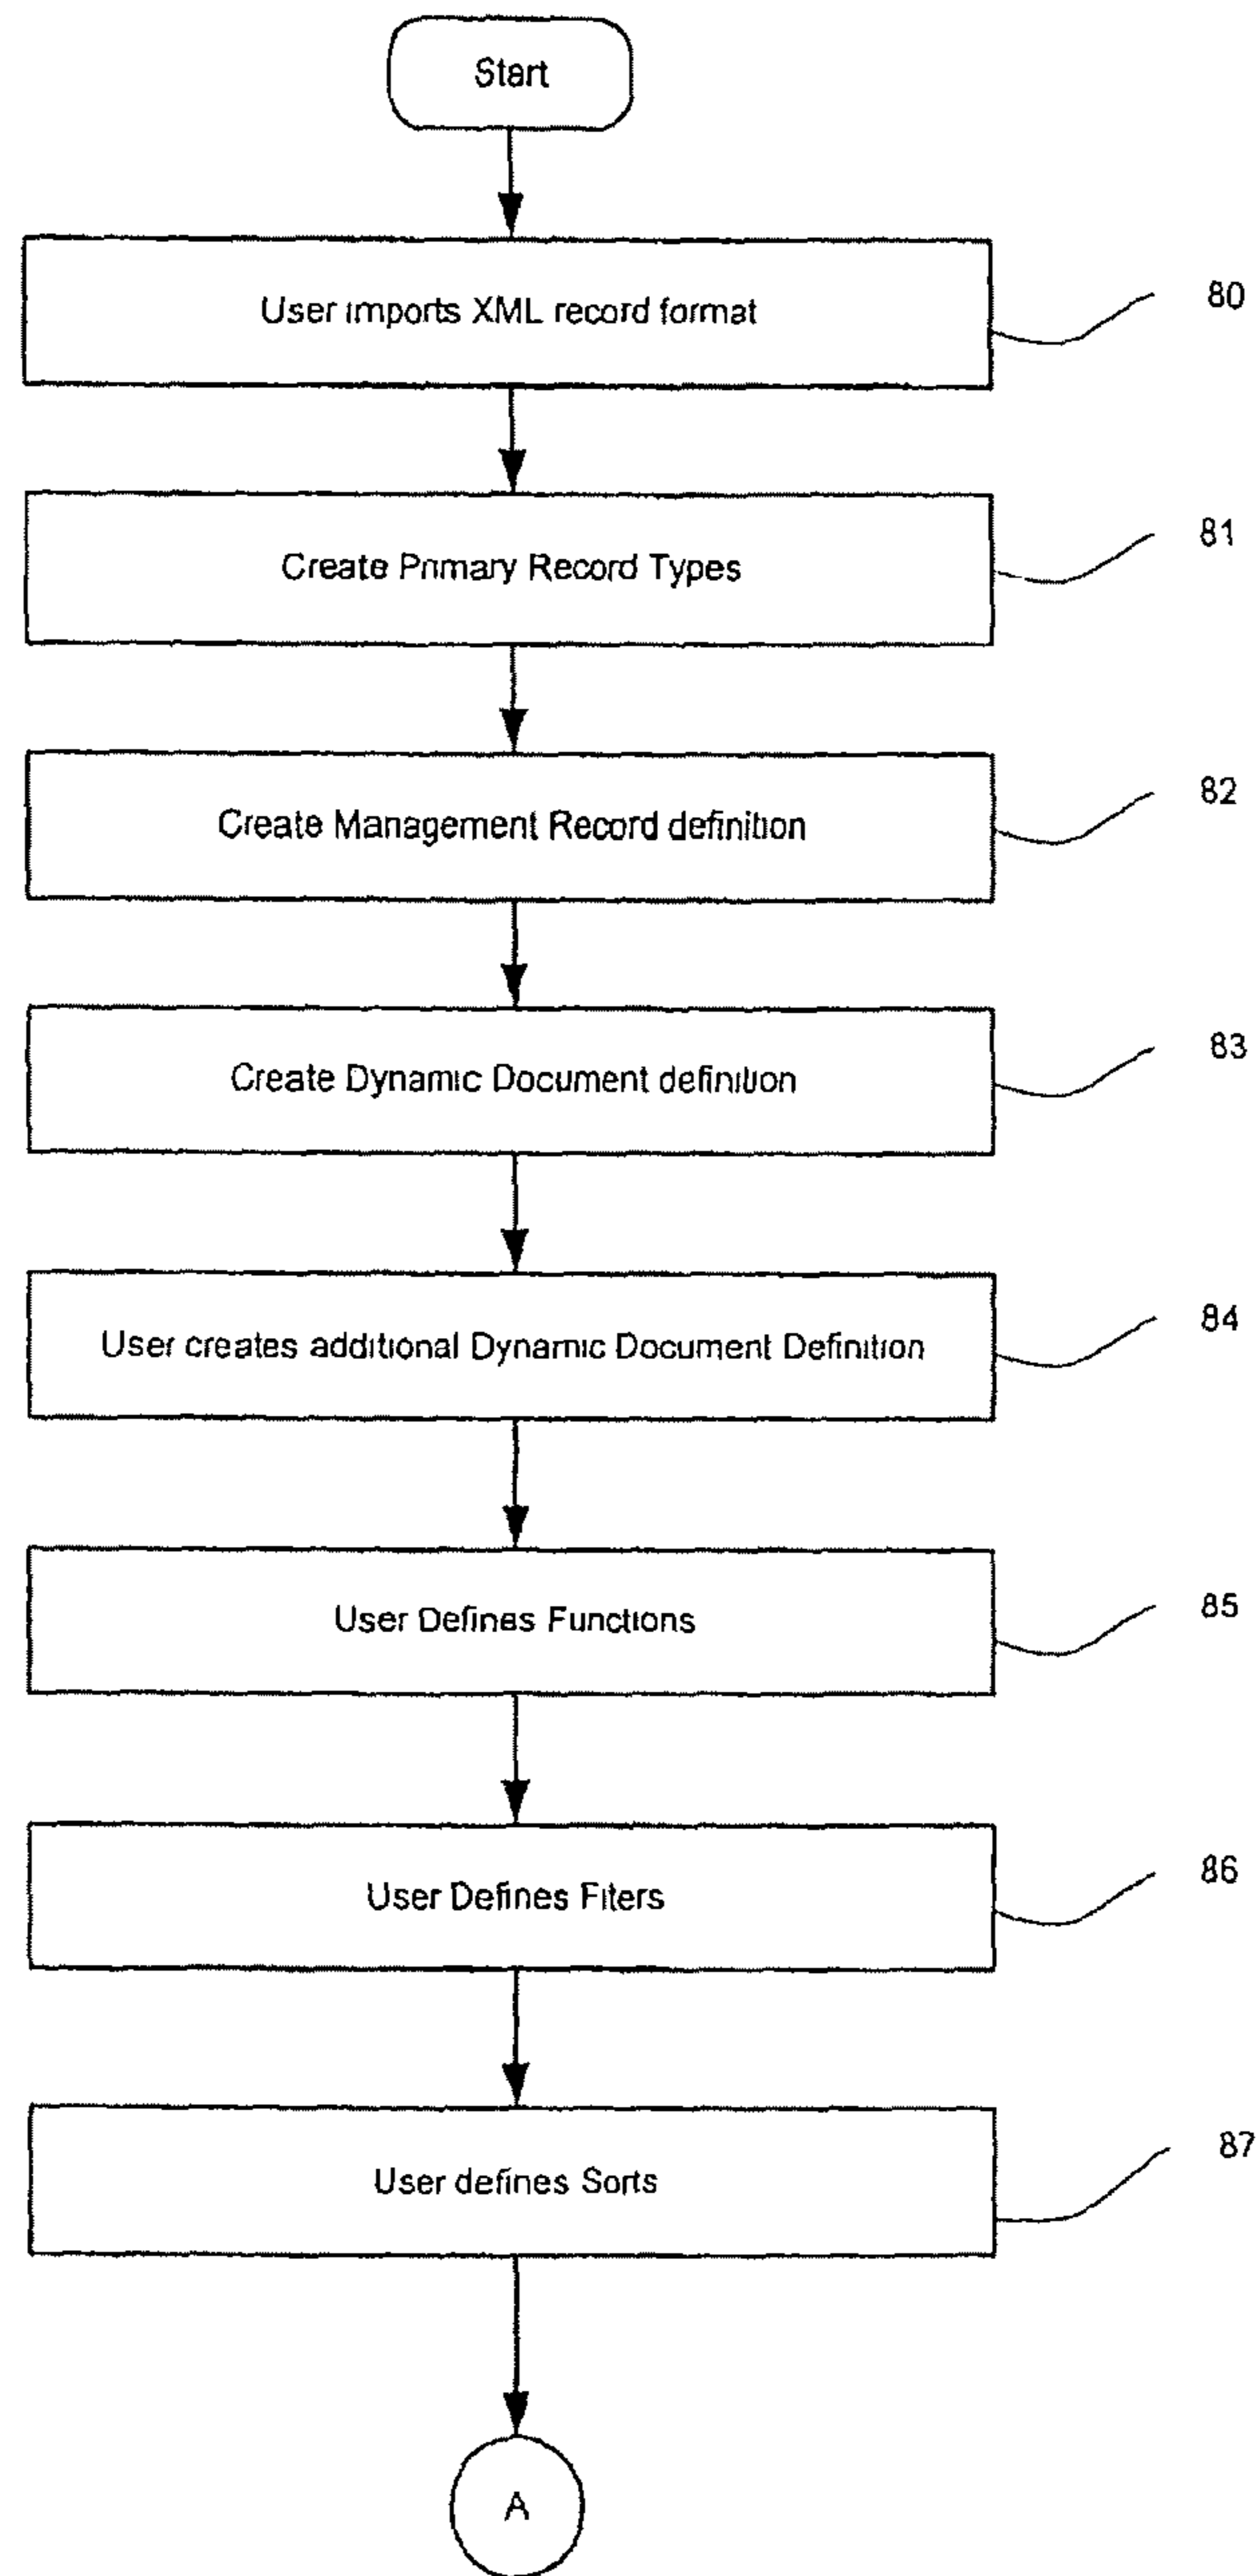 Start
User imports XML record format
80
Create Primary Record Types
81
Create Management Record definition
82
Create Dynamic Document definition
83
User creates additional Dynamic Document Definition
84
User Defines Functions
85
User Defines Fiters
86
User defines Sorts
87
A